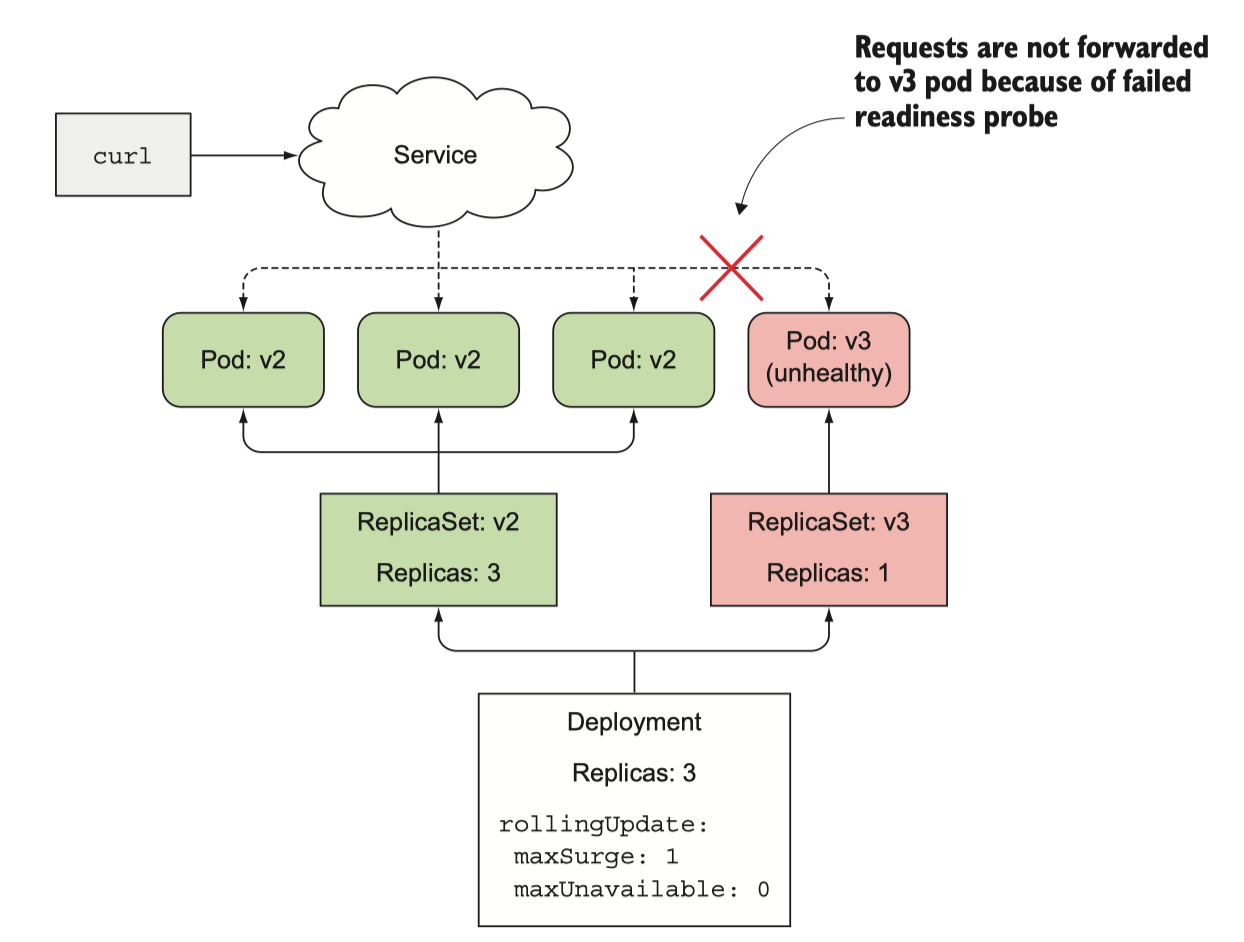 Requests are not forwarded
to v3 pod because of failed
readiness probe
curl
Service
Pod: v2
Pod: v2
Pod: v2
Pod: v3
(unhealthy)
ReplicaSet: v2
Replicas: 3
ReplicaSet: v3
Replicas: 1
Deployment
Replicas: 3
rollingUpdate:
maxSurge: 1
maxUnavailable: 0